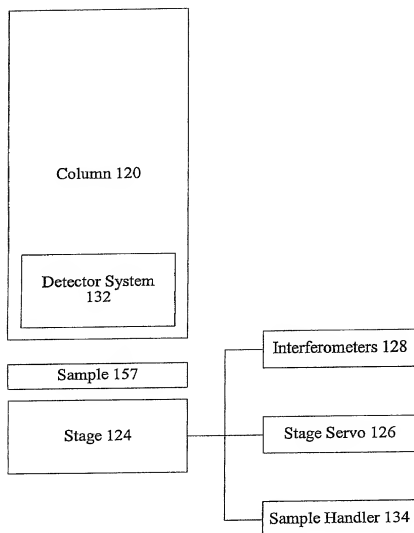 Column 120
Detector System
132
Sample 157
Stage 124
Interferometers 128
Stage Servo 126
Sample Handler 134